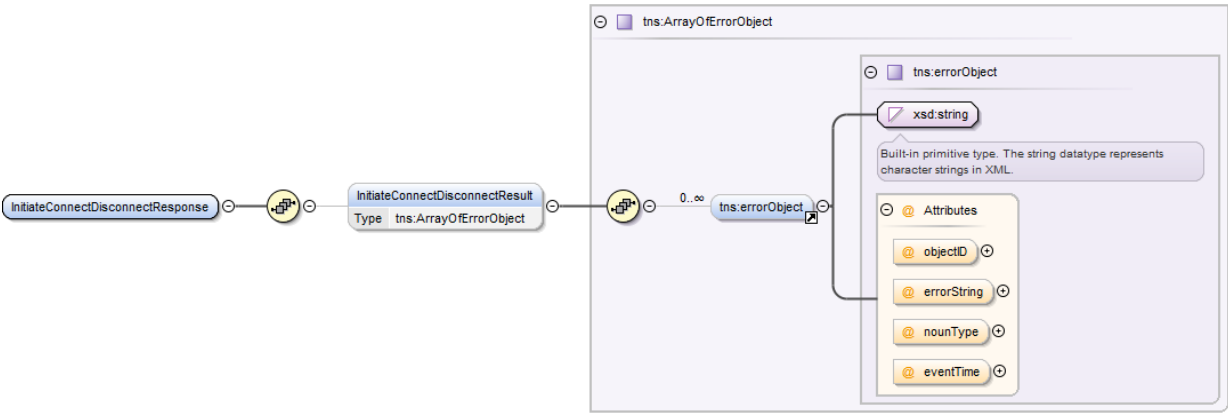 tns:ArrayOfErrorObject
tns:errorObject
xsd:string
Built-in primitive type. The string datatype represents
character strings in XML.
InitiateConnectDisconnectResponse
InitiateConnectDisconnectResult
Type tns:ArrayOfErrorObject
0..∞
tns:errorObject
@ Attributes
@ objectID
@ errorString
@ nounType
@ eventTime